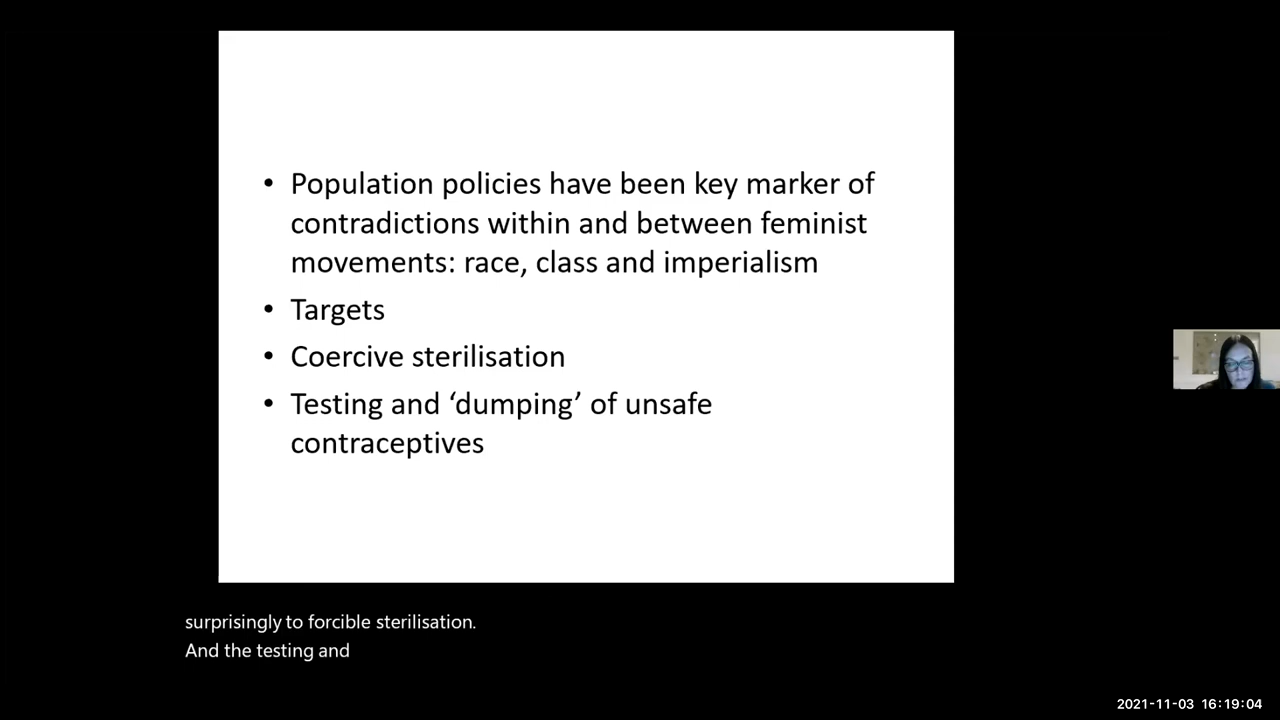 • Population policies have been key marker of
contradictions within and between feminist
movements: race, class and imperialism
• Targets
• Coercive sterilisation
• Testing and ‘dumping’ of unsafe
contraceptives
surprisingly to forcible sterilisation.
And the testing and
2021-11-03 16:19:04